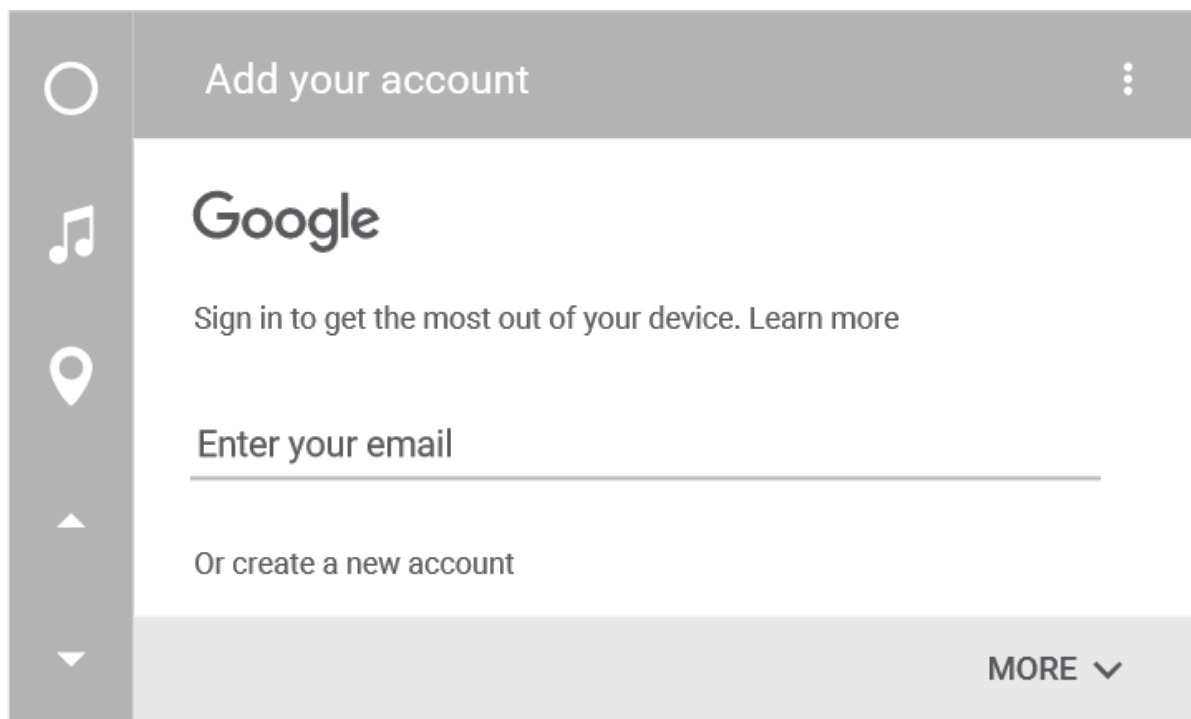 Add your account
Google
Sign in to get the most out of your device. Learn more
Enter your email
Or create a new account
MORE